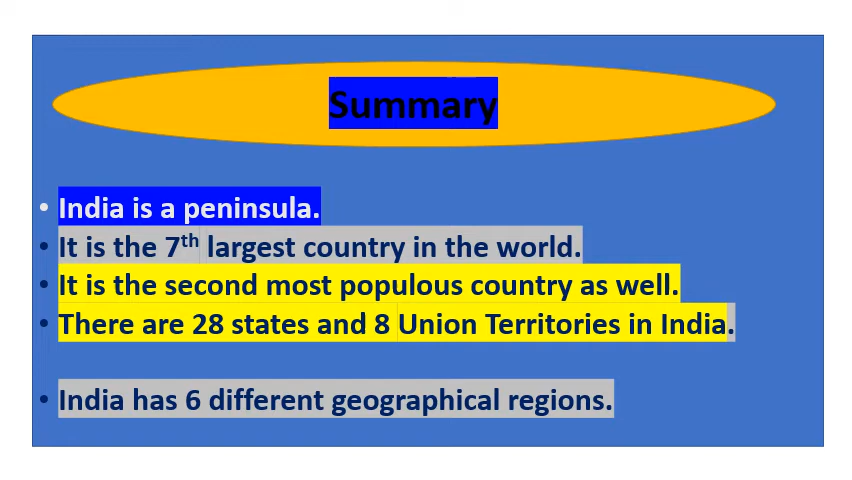 Summary
• India is a peninsula.
• It is the 7th largest country in the world.
• It is the second most populous country as well.
• There are 28 states and 8 Union Territories in India.
• India has 6 different geographical regions.